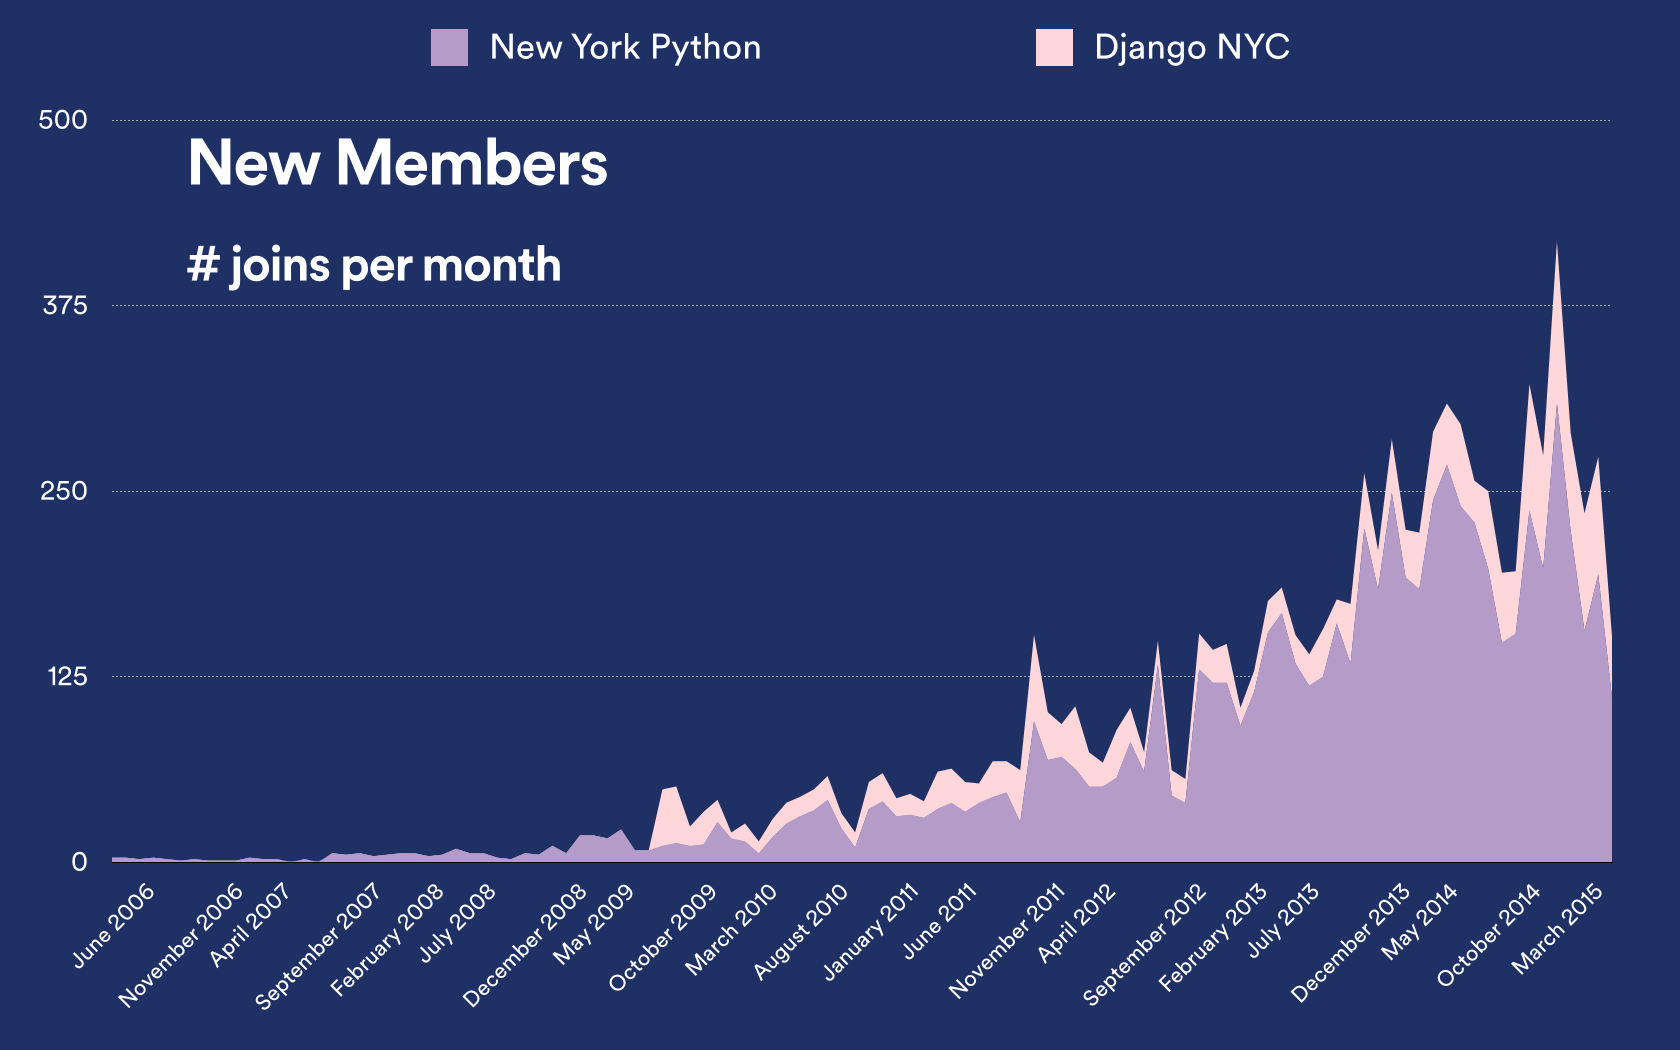 New York Python
Django NYC
500
New Members
# joins per month
375
250
125
0
June 2006
November 2006
April 2007
September 2007
February 2008
July 2008
December 2008
May 2009
October 2009
March 2010
August 2010
January 2011
June 2011
November 2011
April 2012
September 2012
February 2013
July 2013
December 2013
May 2014
October 2014
March 2015